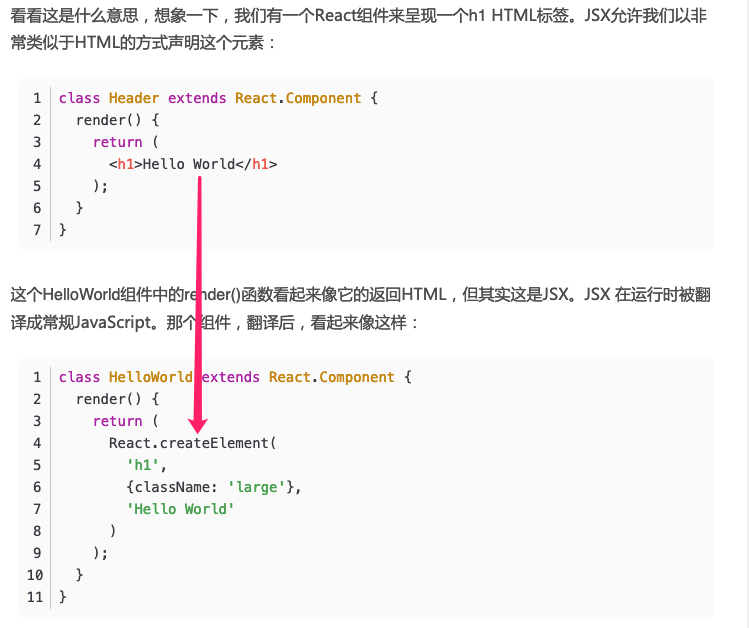 看看这是什么意思，想象一下，我们有一个React组件来呈现一个h1 HTML标签。JSX允许我们以非
常类似于HTML的方式声明这个元素：
1 class Header extends React.Component {
2   render() {
3     return (
4       <h1>Hello World</h1>
5     );
6   }
7 }
这个HelloWorld组件中的render()函数看起来像它的返回HTML，但其实这是JSX。JSX 在运行时被翻
译成常规JavaScript。那个组件，翻译后，看起来像这样：
1 class HelloWorld extends React.Component {
2   render() {
3     return (
4       React.createElement(
5         'h1',
6         {className: 'large'},
7         'Hello World'
8       )
9     );
10   }
11 }